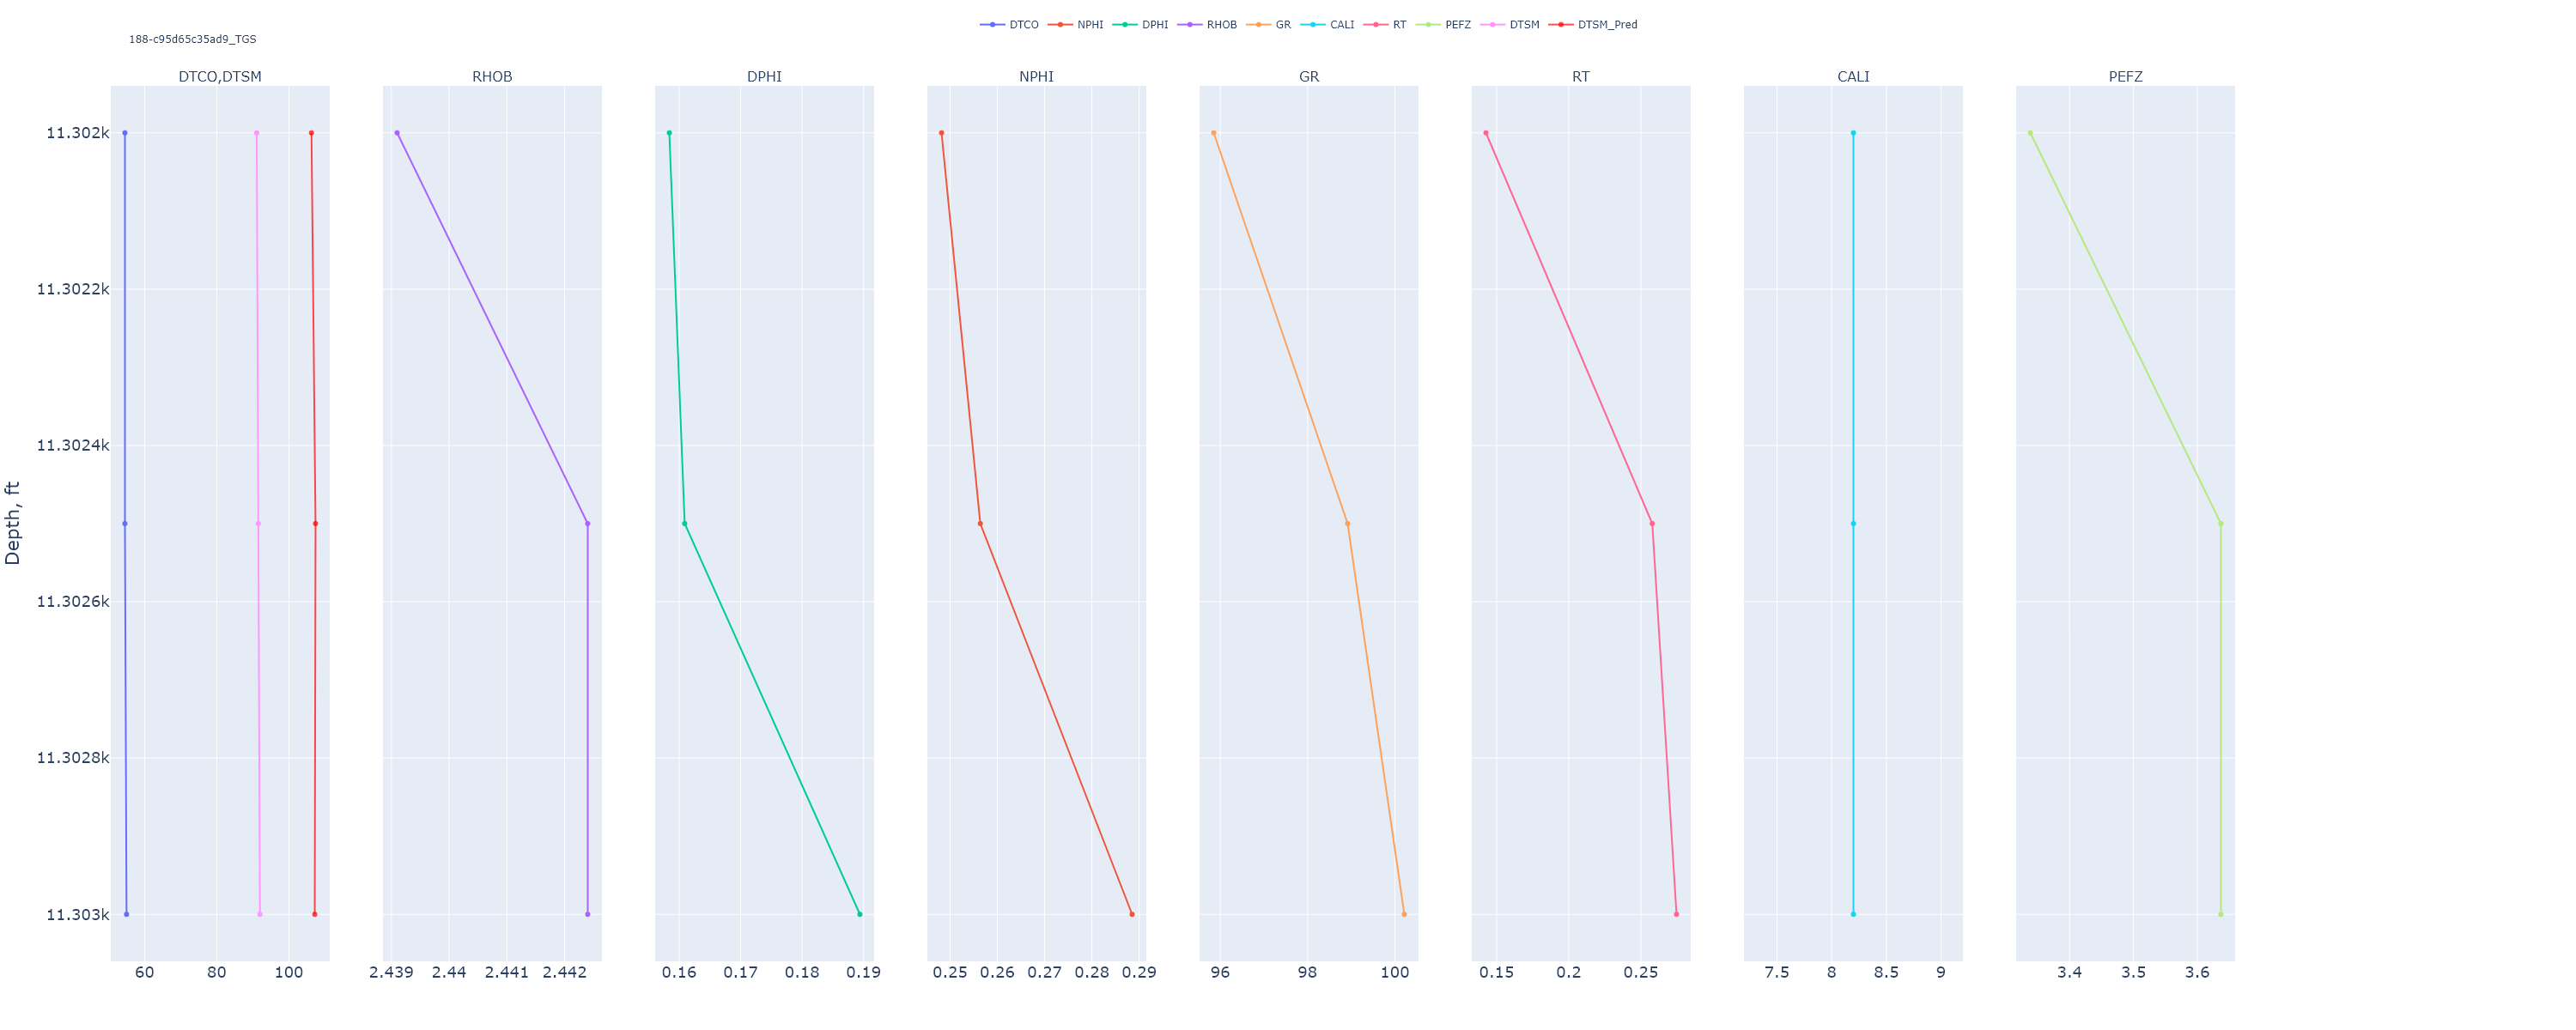 DTCO NPHI DPHI RHOB GR CALI RT PEFZ DTSM DTSM_Pred
188-c95d65c35ad9_TGS
DTCO,DTSM RHOB DPHI NPHI GR RT CALI PEFZ
Depth, ft
11.302k
11.3022k
11.3024k
11.3026k
11.3028k
11.303k
60 80 100 2.439 2.44 2.441 2.442 0.16 0.17 0.18 0.19 0.25 0.26 0.27 0.28 0.29 96 98 100 0.15 0.2 0.25 7.5 8 8.5 9 3.4 3.5 3.6